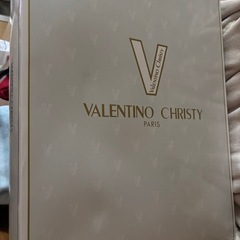 V
Valentino Christy
VALENTINO CHRISTY
PARIS